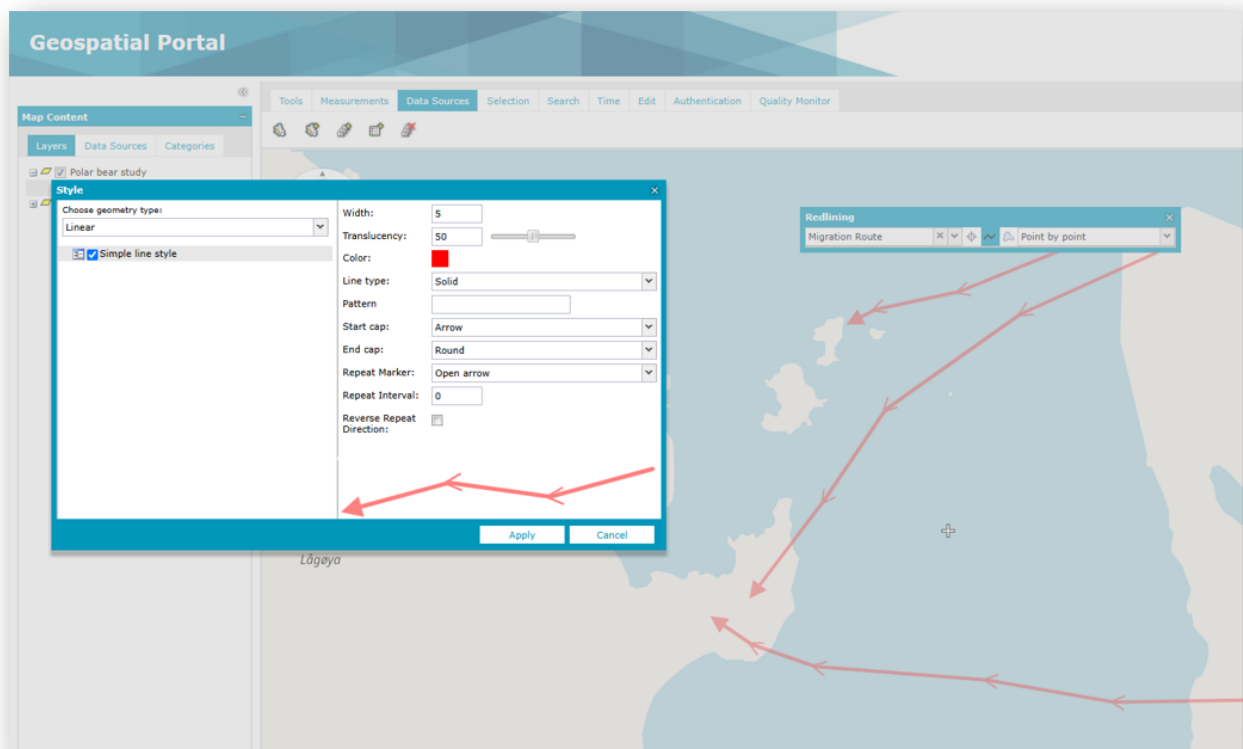 Geospatial Portal
Tools Measurements Data Sources Selection Search Time Edit Authentication Quality Monitor
Map Content
Layers Data Sources Categories
Polar bear study
Style
Choose geometry type:
Linear
Simple line style
Width: 5
Translucency: 50
Color:
Line type: Solid
Pattern
Start cap: Arrow
End cap: Round
Repeat Marker: Open arrow
Repeat Interval: 0
Reverse Repeat
Direction:
Apply Cancel
Redlining
Migration Route Point by point
Lågøya